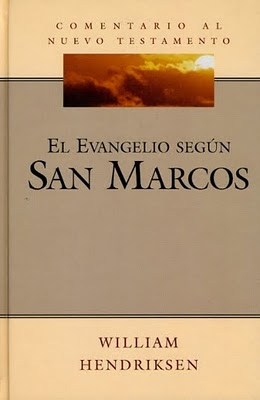 COMENTARIO AL
NUEVO TESTAMENTO
EL EVANGELIO SEGÚN
SAN MARCOS
WILLIAM
HENDRIKSEN